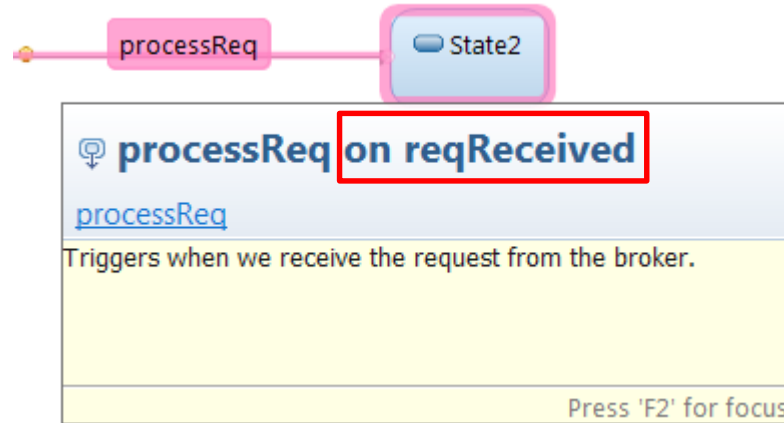 processReq
State2
processReq on reqReceived
processReq
Triggers when we receive the request from the broker.
Press 'F2' for focus